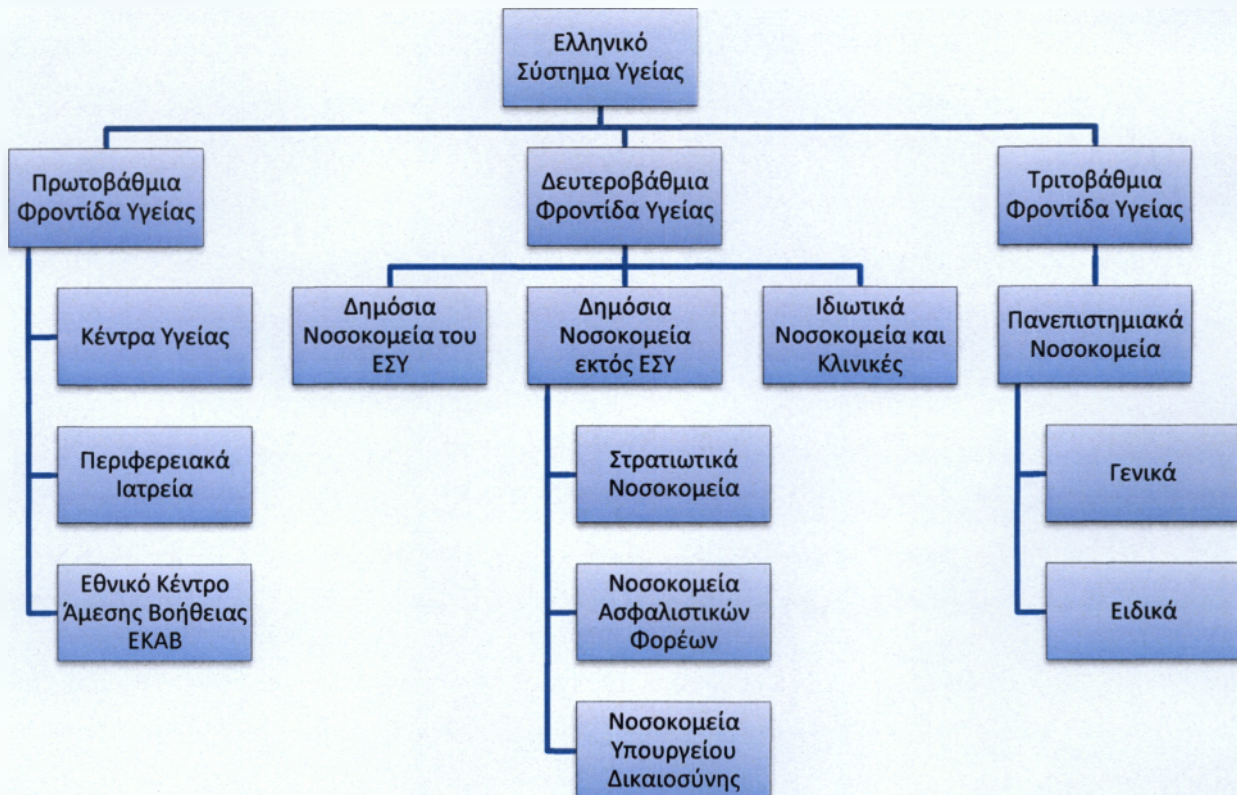 Ελληνικό
Σύστημα Υγείας
Πρωτοβάθμια
Φροντίδα Υγείας
Δευτεροβάθμια
Φροντίδα Υγείας
Τριτοβάθμια
Φροντίδα Υγείας
Κέντρα Υγείας
Περιφερειακά
Ιατρεία
Εθνικό Κέντρο
Άμεσης Βοήθειας
ΕΚΑΒ
Δημόσια
Νοσοκομεία του
ΕΣΥ
Δημόσια
Νοσοκομεία
εκτός ΕΣΥ
Στρατιωτικά
Νοσοκομεία
Νοσοκομεία
Ασφαλιστικών
Φορέων
Νοσοκομεία
Υπουργείου
Δικαιοσύνης
Ιδιωτικά
Νοσοκομεία και
Κλινικές
Πανεπιστημιακά
Νοσοκομεία
Γενικά
Ειδικά